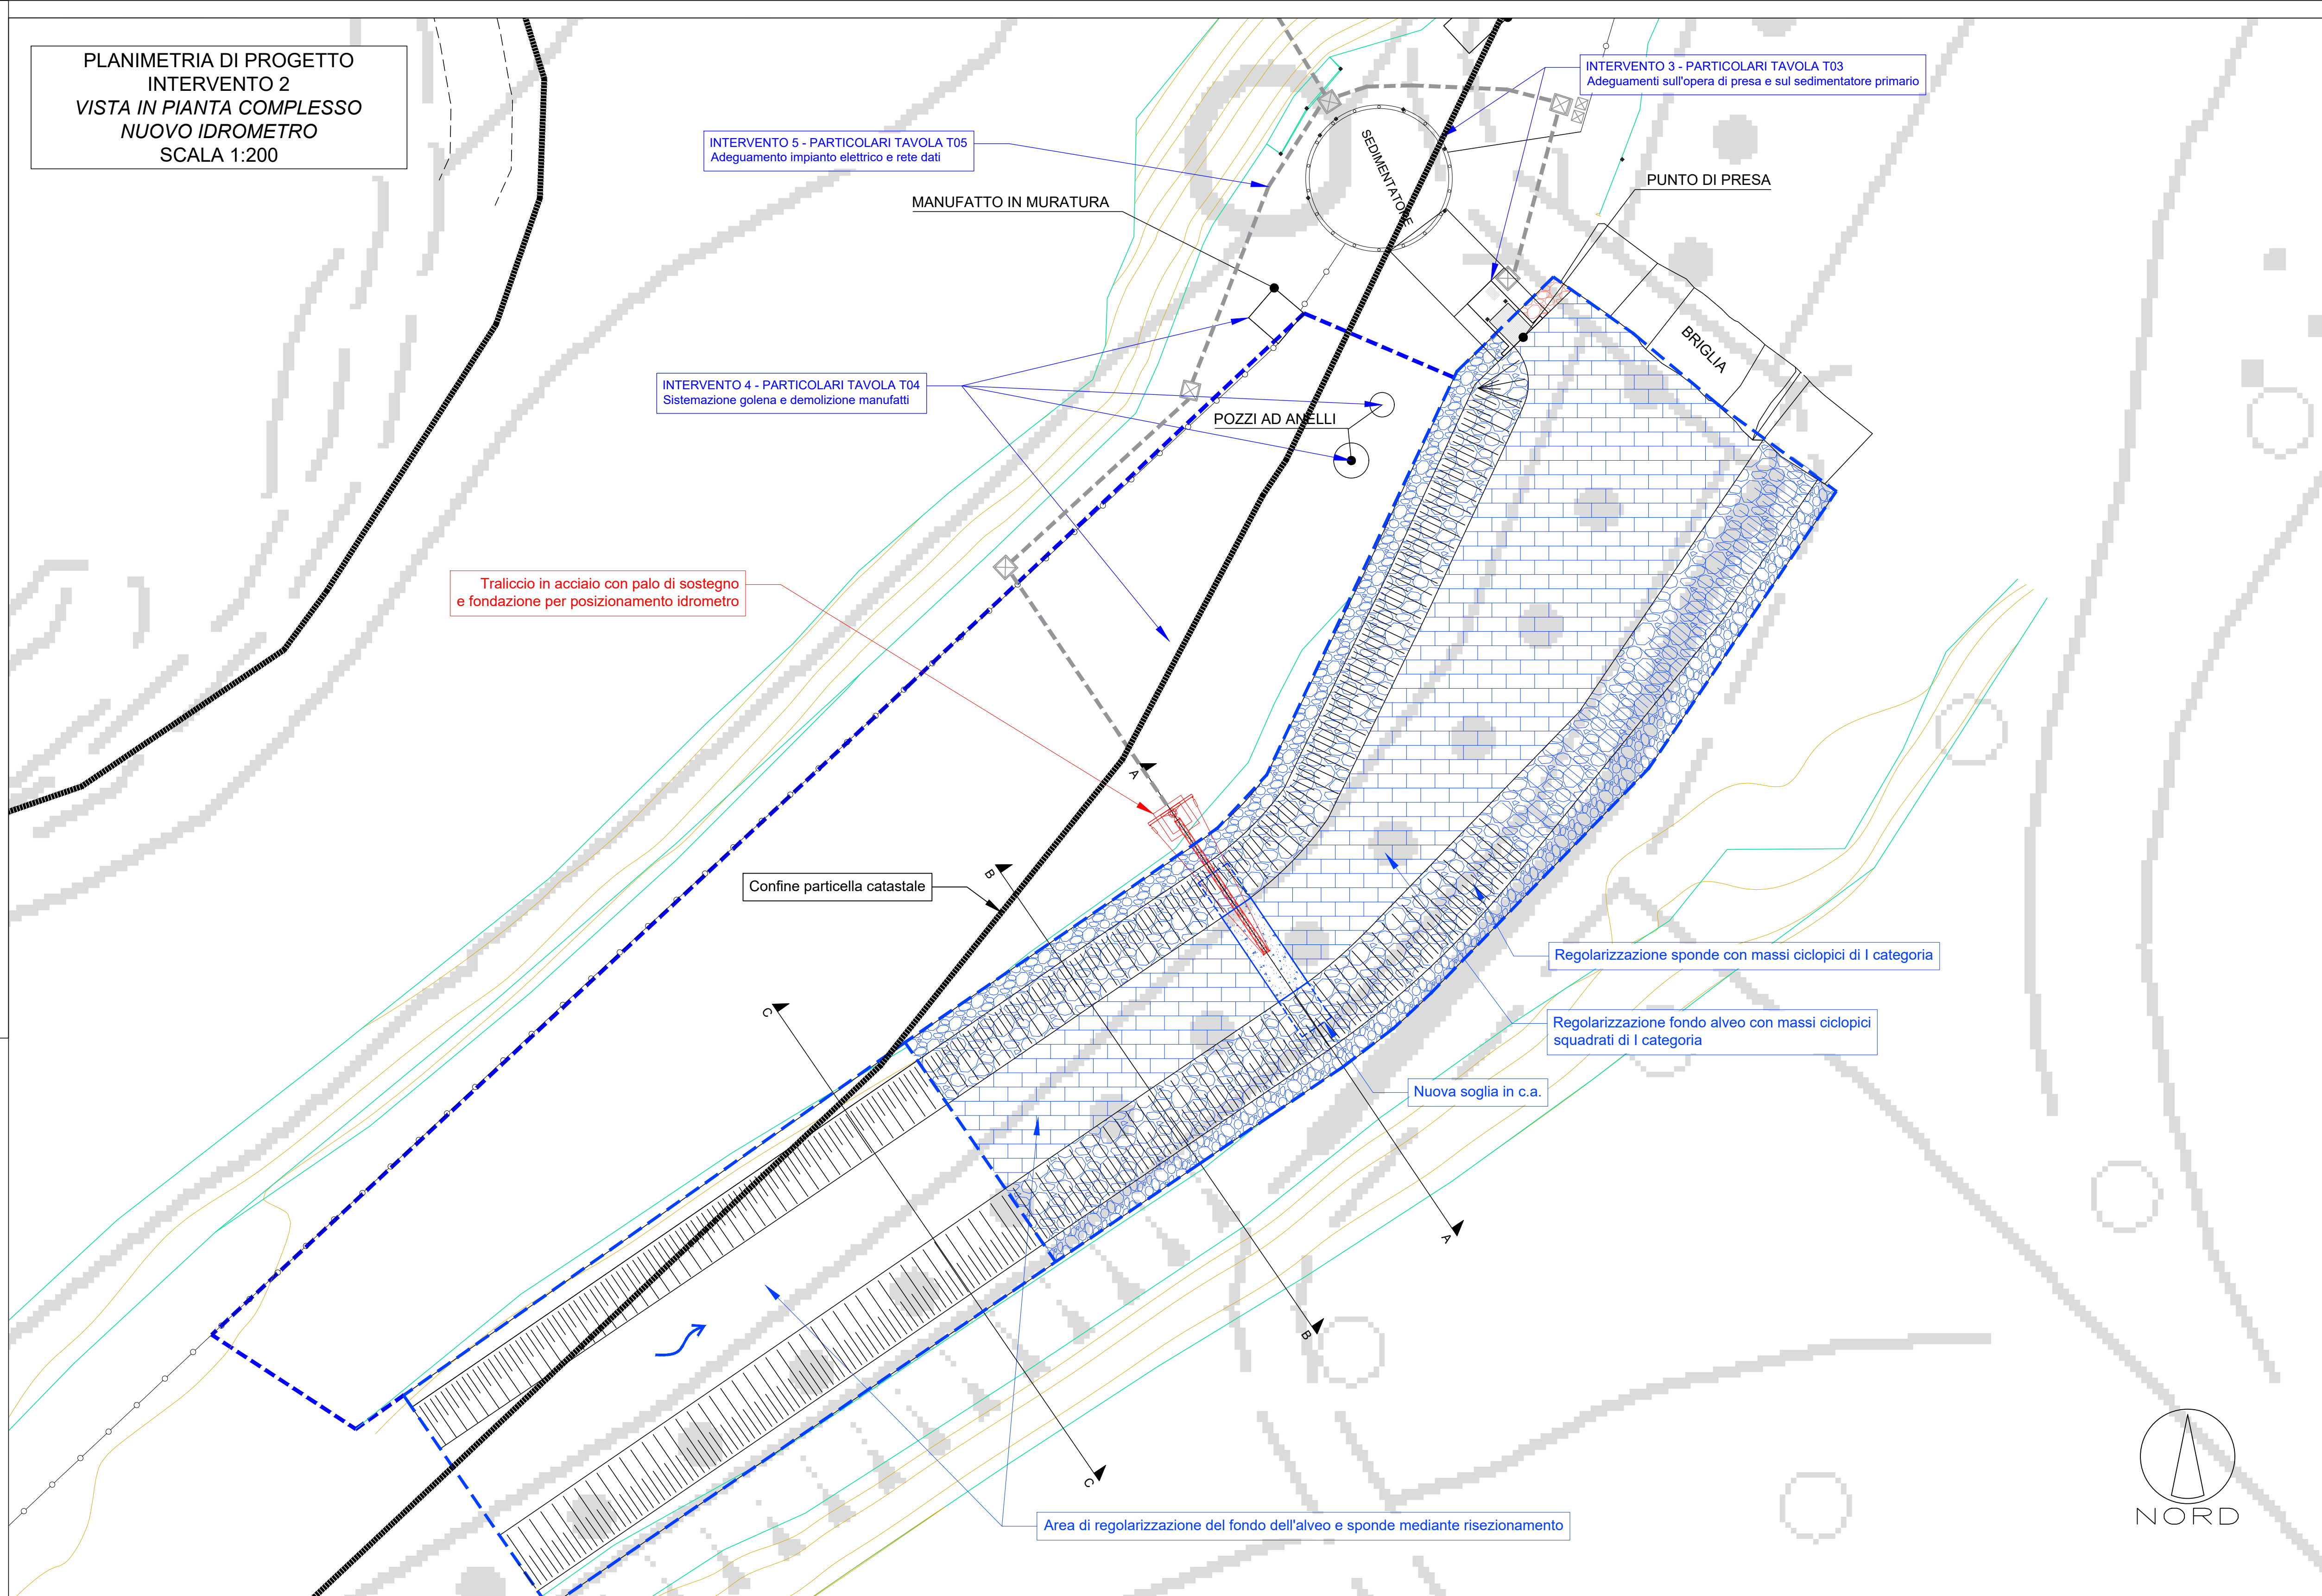 PLANIMETRIA DI PROGETTO
INTERVENTO 2
VISTA IN PIANTA COMPLESSO
NUOVO IDROMETRO
SCALA 1:200
INTERVENTO 3 - PARTICOLARI TAVOLA T03
Adeguamenti sull'opera di presa e sul sedimentatore primario
INTERVENTO 5 - PARTICOLARI TAVOLA T05
Adeguamento impianto elettrico e rete dati
SEDIMENTATORE
PUNTO DI PRESA
MANUFATTO IN MURATURA
BRIGLIA
INTERVENTO 4 - PARTICOLARI TAVOLA T04
Sistemazione golena e demolizione manufatti
POZZI AD ANELLI
Traliccio in acciaio con palo di sostegno
e fondazione per posizionamento idrometro
A
B
Confine particella catastale
C
Regolarizzazione sponde con massi ciclopici di I categoria
Regolarizzazione fondo alveo con massi ciclopici
squadrati di I categoria
Nuova soglia in c.a.
A
B
C
Area di regolarizzazione del fondo dell'alveo e sponde mediante risezionamento
NORD